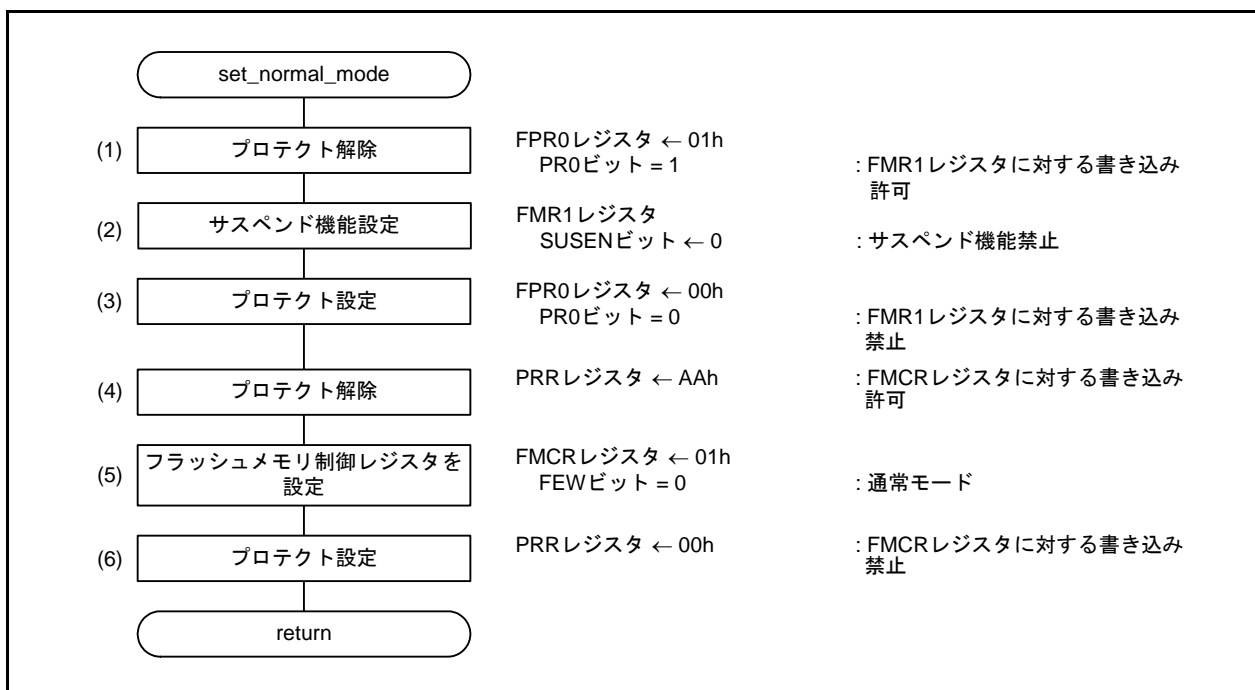 set_normal_mode
(1)
プロテクト解除
FPR0レジスタ ← 01h
PR0ビット = 1
: FMR1レジスタに対する書き込み
許可
(2)
サスペンド機能設定
FMR1レジスタ
SUSENビット ← 0
: サスペンド機能禁止
(3)
プロテクト設定
FPR0レジスタ ← 00h
PR0ビット = 0
: FMR1レジスタに対する書き込み
禁止
(4)
プロテクト解除
PRRレジスタ ← AAh
: FMCRレジスタに対する書き込み
許可
(5)
フラッシュメモリ制御レジスタを
設定
FMCRレジスタ ← 01h
FEWビット = 0
: 通常モード
(6)
プロテクト設定
PRRレジスタ ← 00h
: FMCRレジスタに対する書き込み
禁止
return